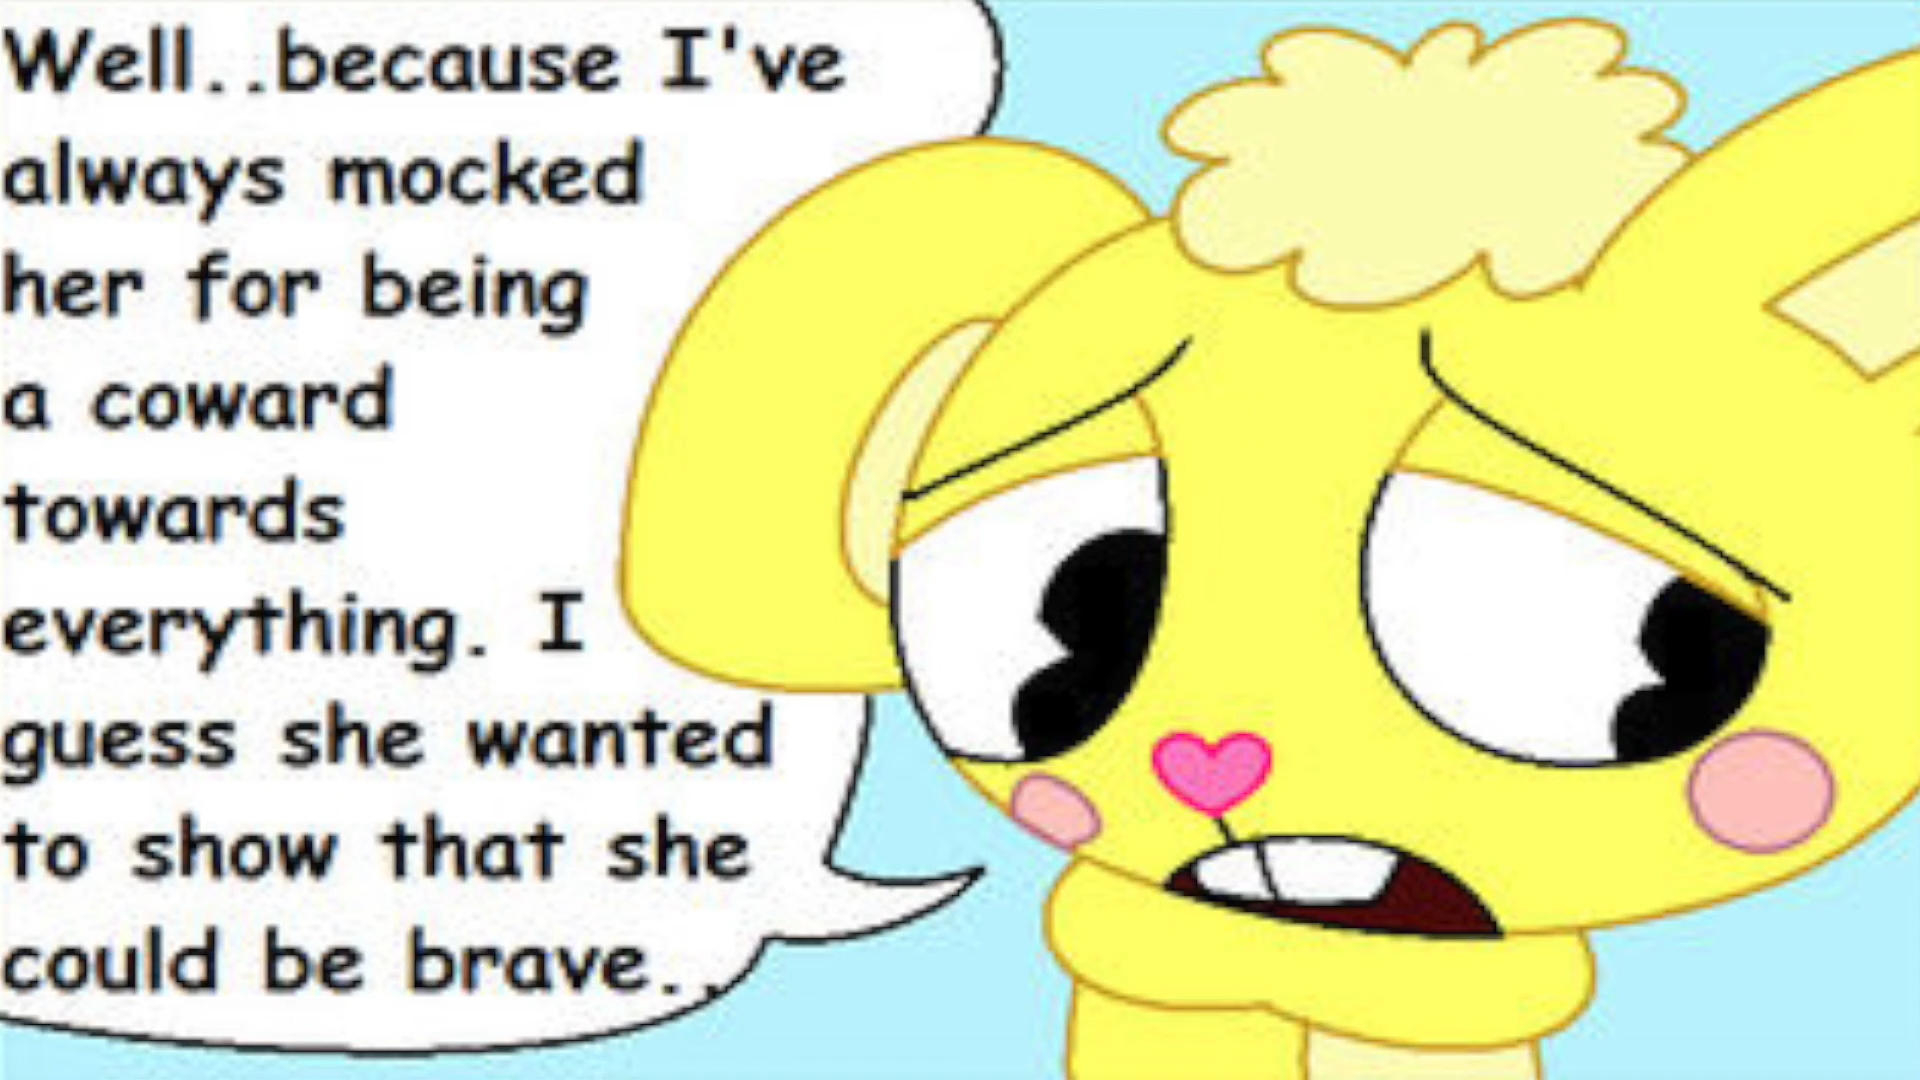 Well..because I've
always mocked
her for being
a coward
towards
everything. I
guess she wanted
to show that she
could be brave..